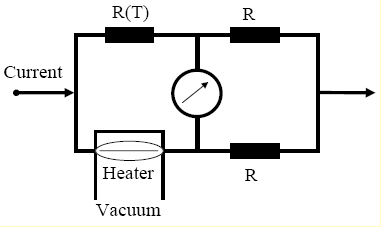 R(T)
R
Current
Heater
R
Vacuum